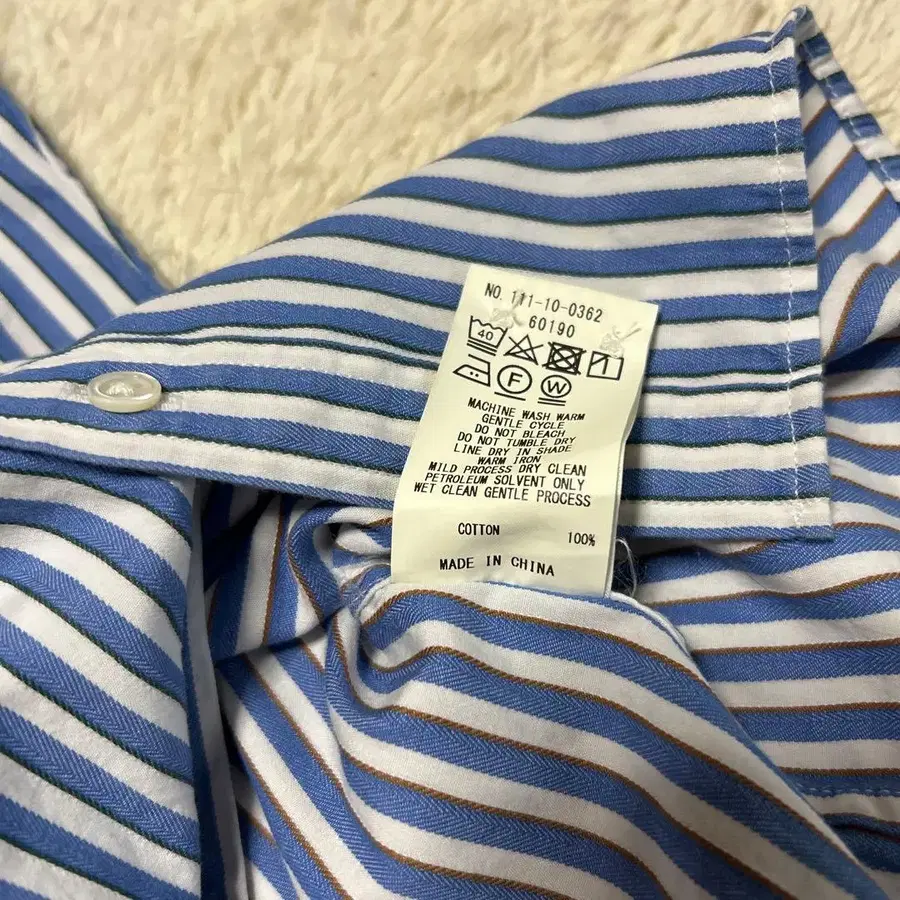 NO. 111-10-0362
60190
40
F W
MACHINE WASH WARM
GENTLE CYCLE
DO NOT BLEACH
DO NOT TUMBLE DRY
LINE DRY IN SHADE
WARM IRON
MILD PROCESS DRY CLEAN
PETROLEUM SOLVENT ONLY
WET CLEAN GENTLE PROCESS
COTTON 100%
MADE IN CHINA